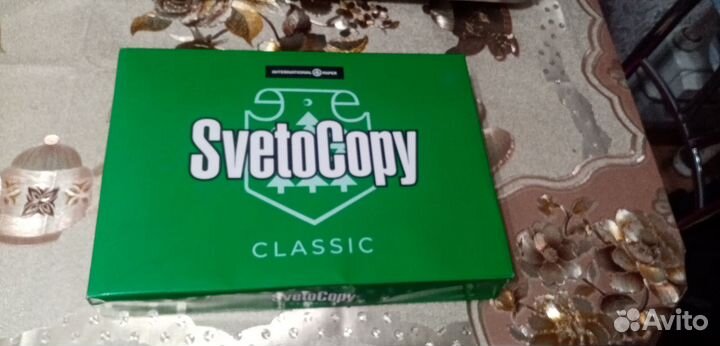 INTERNATIONAL PAPER
SvetoCopy
CLASSIC
SvetoCopy
Avito